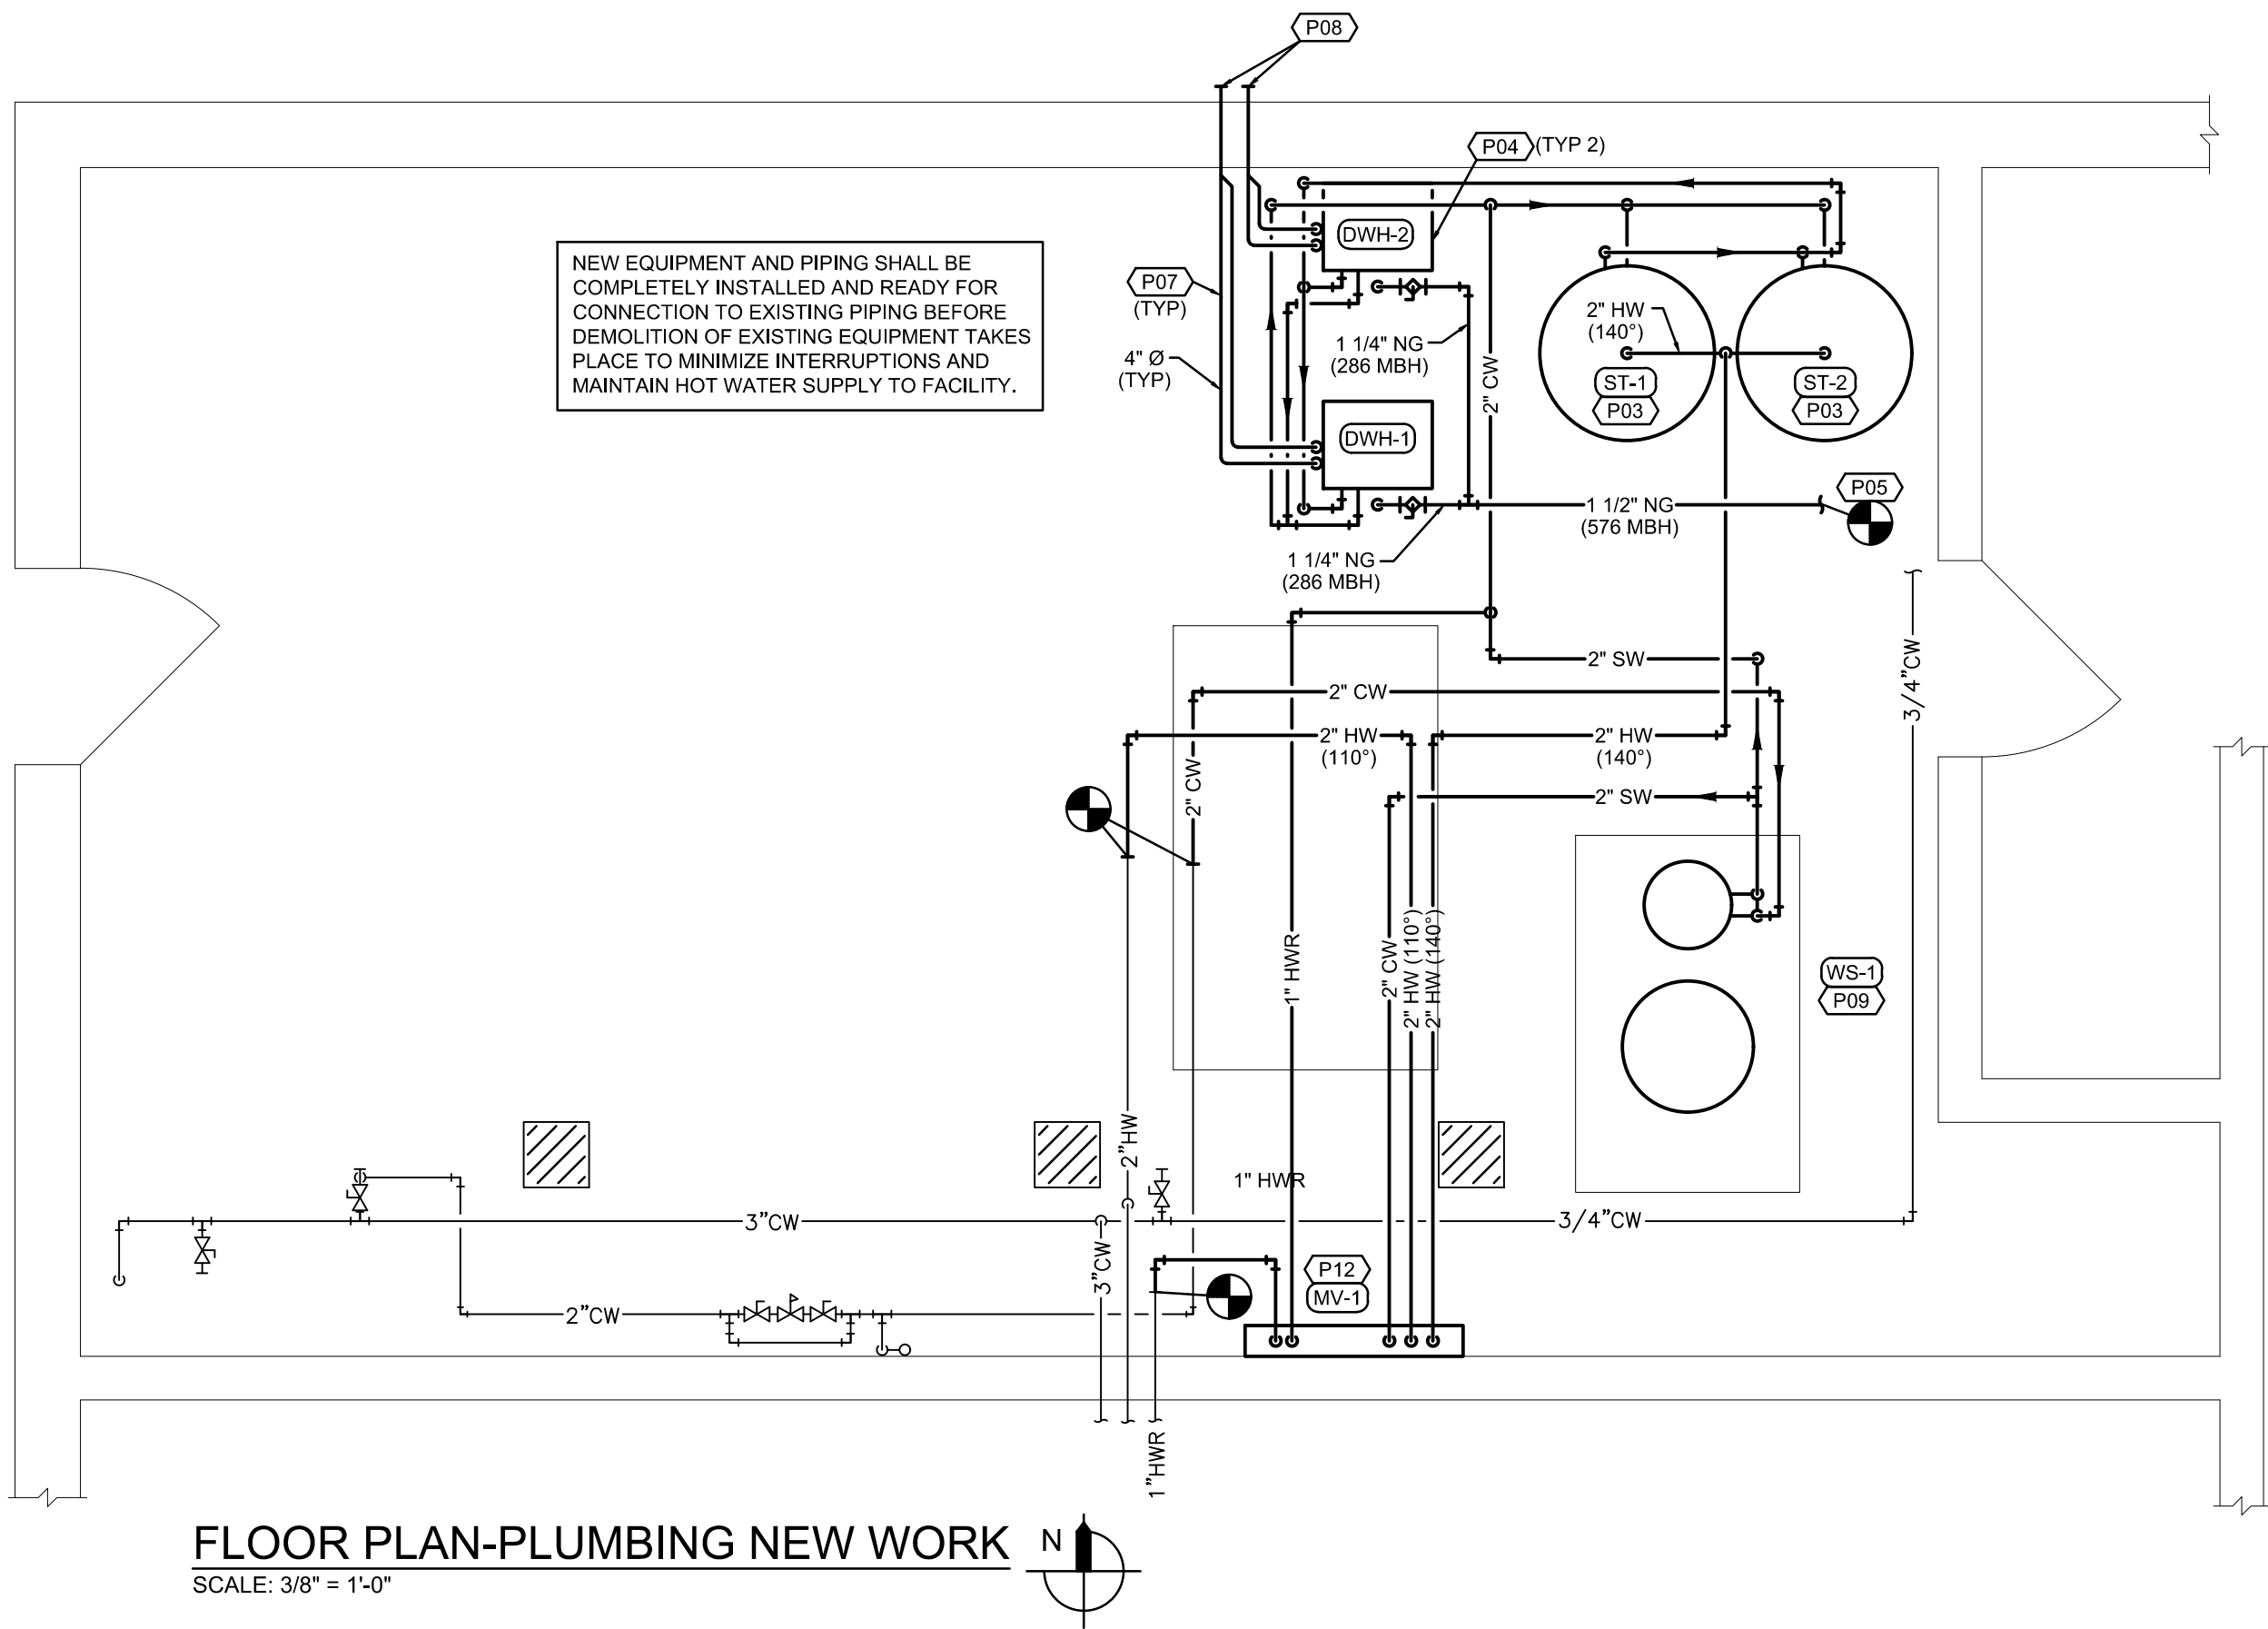 P08
P04 (TYP 2)
DWH-2
NEW EQUIPMENT AND PIPING SHALL BE
COMPLETELY INSTALLED AND READY FOR
CONNECTION TO EXISTING PIPING BEFORE
DEMOLITION OF EXISTING EQUIPMENT TAKES
PLACE TO MINIMIZE INTERRUPTIONS AND
MAINTAIN HOT WATER SUPPLY TO FACILITY.
P07
(TYP)
4" Ø
(TYP)
1 1/4" NG
(286 MBH)
2" CW
2" HW
(140°)
ST-1
P03
ST-2
P03
DWH-1
P05
1 1/2" NG
(576 MBH)
1 1/4" NG
(286 MBH)
2" SW
3/4"CW
2" CW
2" HW
(110°)
2" HW
(140°)
2" CW
2" SW
1" HWR
2" CW
2" HW (110°)
2" HW (140°)
WS-1
P09
2"HW
1" HWR
3"CW
3/4"CW
3"CW
P12
MV-1
2"CW
1"HWR
FLOOR PLAN-PLUMBING NEW WORK
SCALE: 3/8" = 1'-0"
N